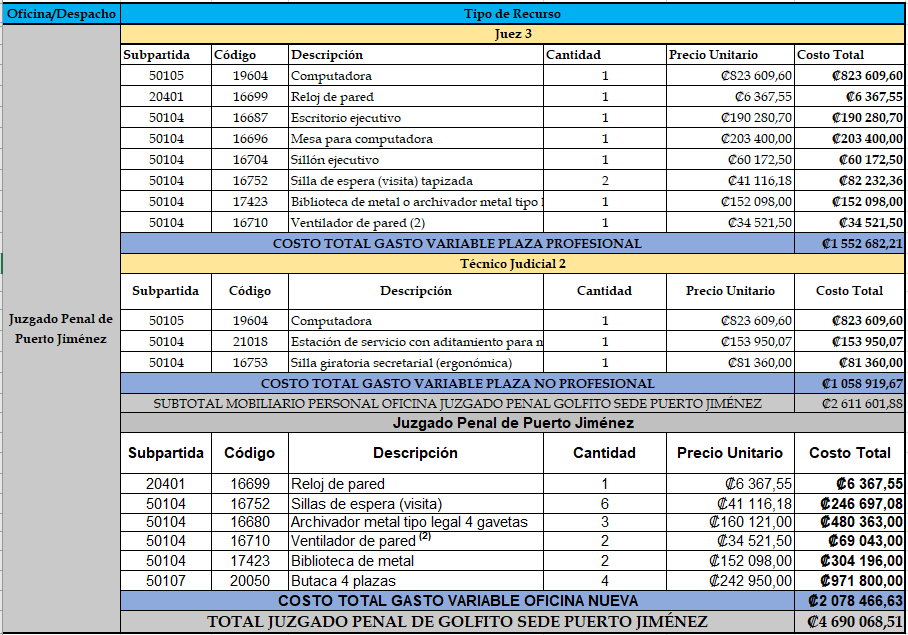 Oficina/Despacho Tipo de Recurso
Juez 3
Subpartida Código Descripción Cantidad Precio Unitario Costo Total
50105 19604 Computadora 1 ₡823 609,60 ₡823 609,60
20401 16699 Reloj de pared 1 ₡6 367,55 ₡6 367,55
50104 16687 Escritorio ejecutivo 1 ₡190 280,70 ₡190 280,70
50104 16696 Mesa para computadora 1 ₡203 400,00 ₡203 400,00
50104 16704 Sillón ejecutivo 1 ₡60 172,50 ₡60 172,50
50104 16752 Silla de espera (visita) tapizada 2 ₡41 116,18 ₡82 232,36
50104 17423 Biblioteca de metal o archivador metal tipo 1 ₡152 098,00 ₡152 098,00
50104 16710 Ventilador de pared (2) 1 ₡34 521,50 ₡34 521,50
COSTO TOTAL GASTO VARIABLE PLAZA PROFESIONAL ₡1 552 682,21
Técnico Judicial 2
Subpartida Código Descripción Cantidad Precio Unitario Costo Total
Juzgado Penal de
Puerto Jiménez
50105 19604 Computadora 1 ₡823 609,60 ₡823 609,60
50104 21018 Estación de servicio con aditamento para 1 ₡153 950,07 ₡153 950,07
50104 16753 Silla giratoria secretarial (ergonómica) 1 ₡81 360,00 ₡81 360,00
COSTO TOTAL GASTO VARIABLE PLAZA NO PROFESIONAL ₡1 058 919,67
SUBTOTAL MOBILIARIO PERSONAL OFICINA JUZGADO PENAL GOLFITO SEDE PUERTO JIMÉNEZ ₡2 611 601,88
Juzgado Penal de Puerto Jiménez
Subpartida Código Descripción Cantidad Precio Unitario Costo Total
20401 16699 Reloj de pared 1 ₡6 367,55 ₡6 367,55
50104 16752 Sillas de espera (visita) 6 ₡41 116,18 ₡246 697,08
50104 16680 Archivador metal tipo legal 4 gavetas 3 ₡160 121,00 ₡480 363,00
50104 16710 Ventilador de pared (2) 2 ₡34 521,50 ₡69 043,00
50104 17423 Biblioteca de metal 2 ₡152 098,00 ₡304 196,00
50107 20050 Butaca 4 plazas 4 ₡242 950,00 ₡971 800,00
COSTO TOTAL GASTO VARIABLE OFICINA NUEVA ₡2 078 466,63
TOTAL JUZGADO PENAL DE GOLFITO SEDE PUERTO JIMÉNEZ ₡4 690 068,51